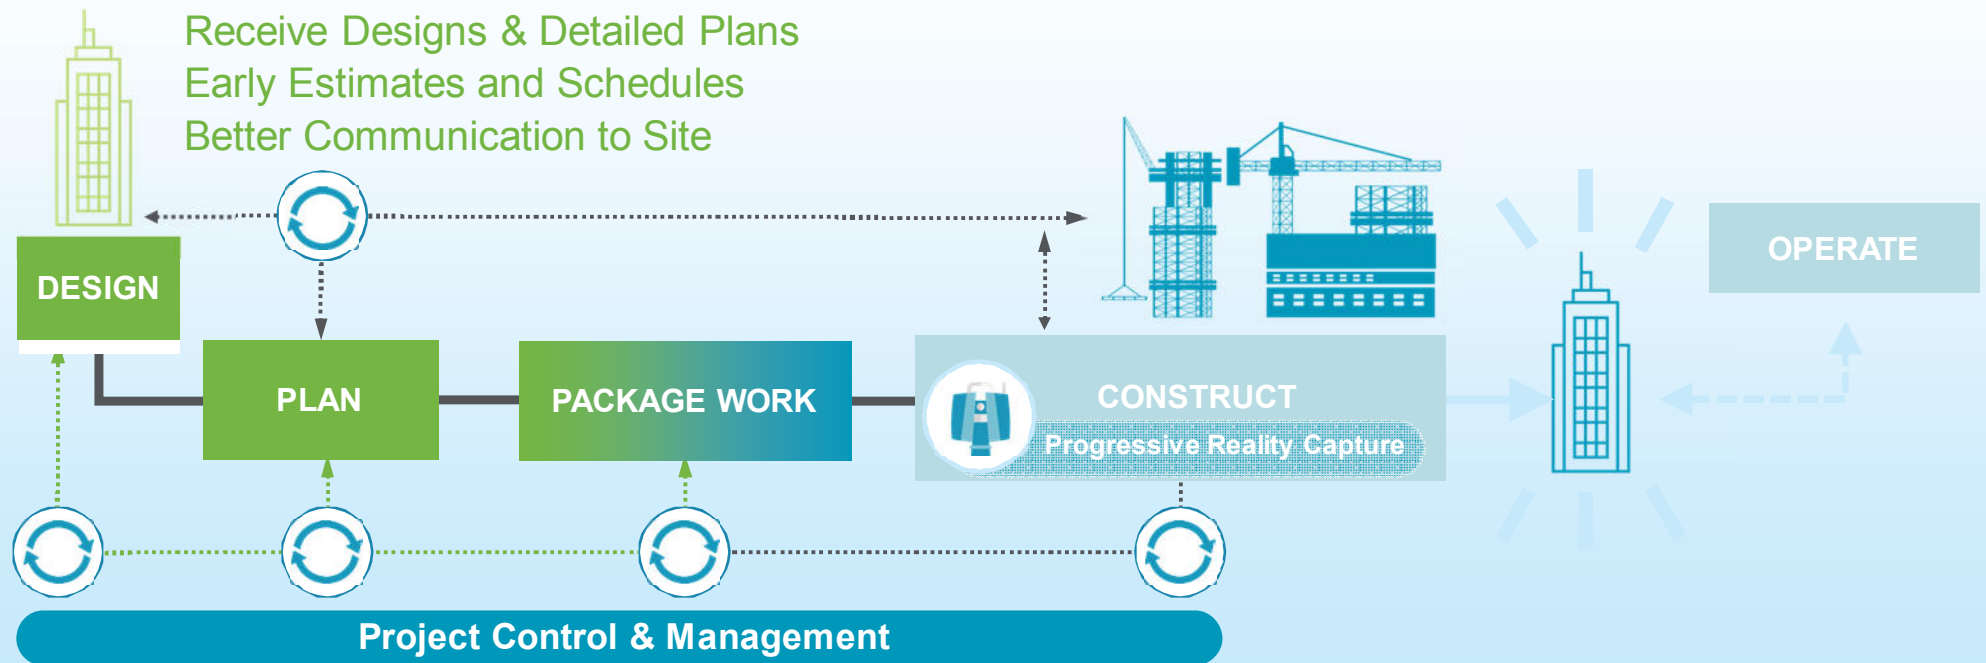 Receive Designs & Detailed Plans
Early Estimates and Schedules
Better Communication to Site
DESIGN
OPERATE
PLAN
PACKAGE WORK
CONSTRUCT
Progressive Reality Capture
Project Control & Management